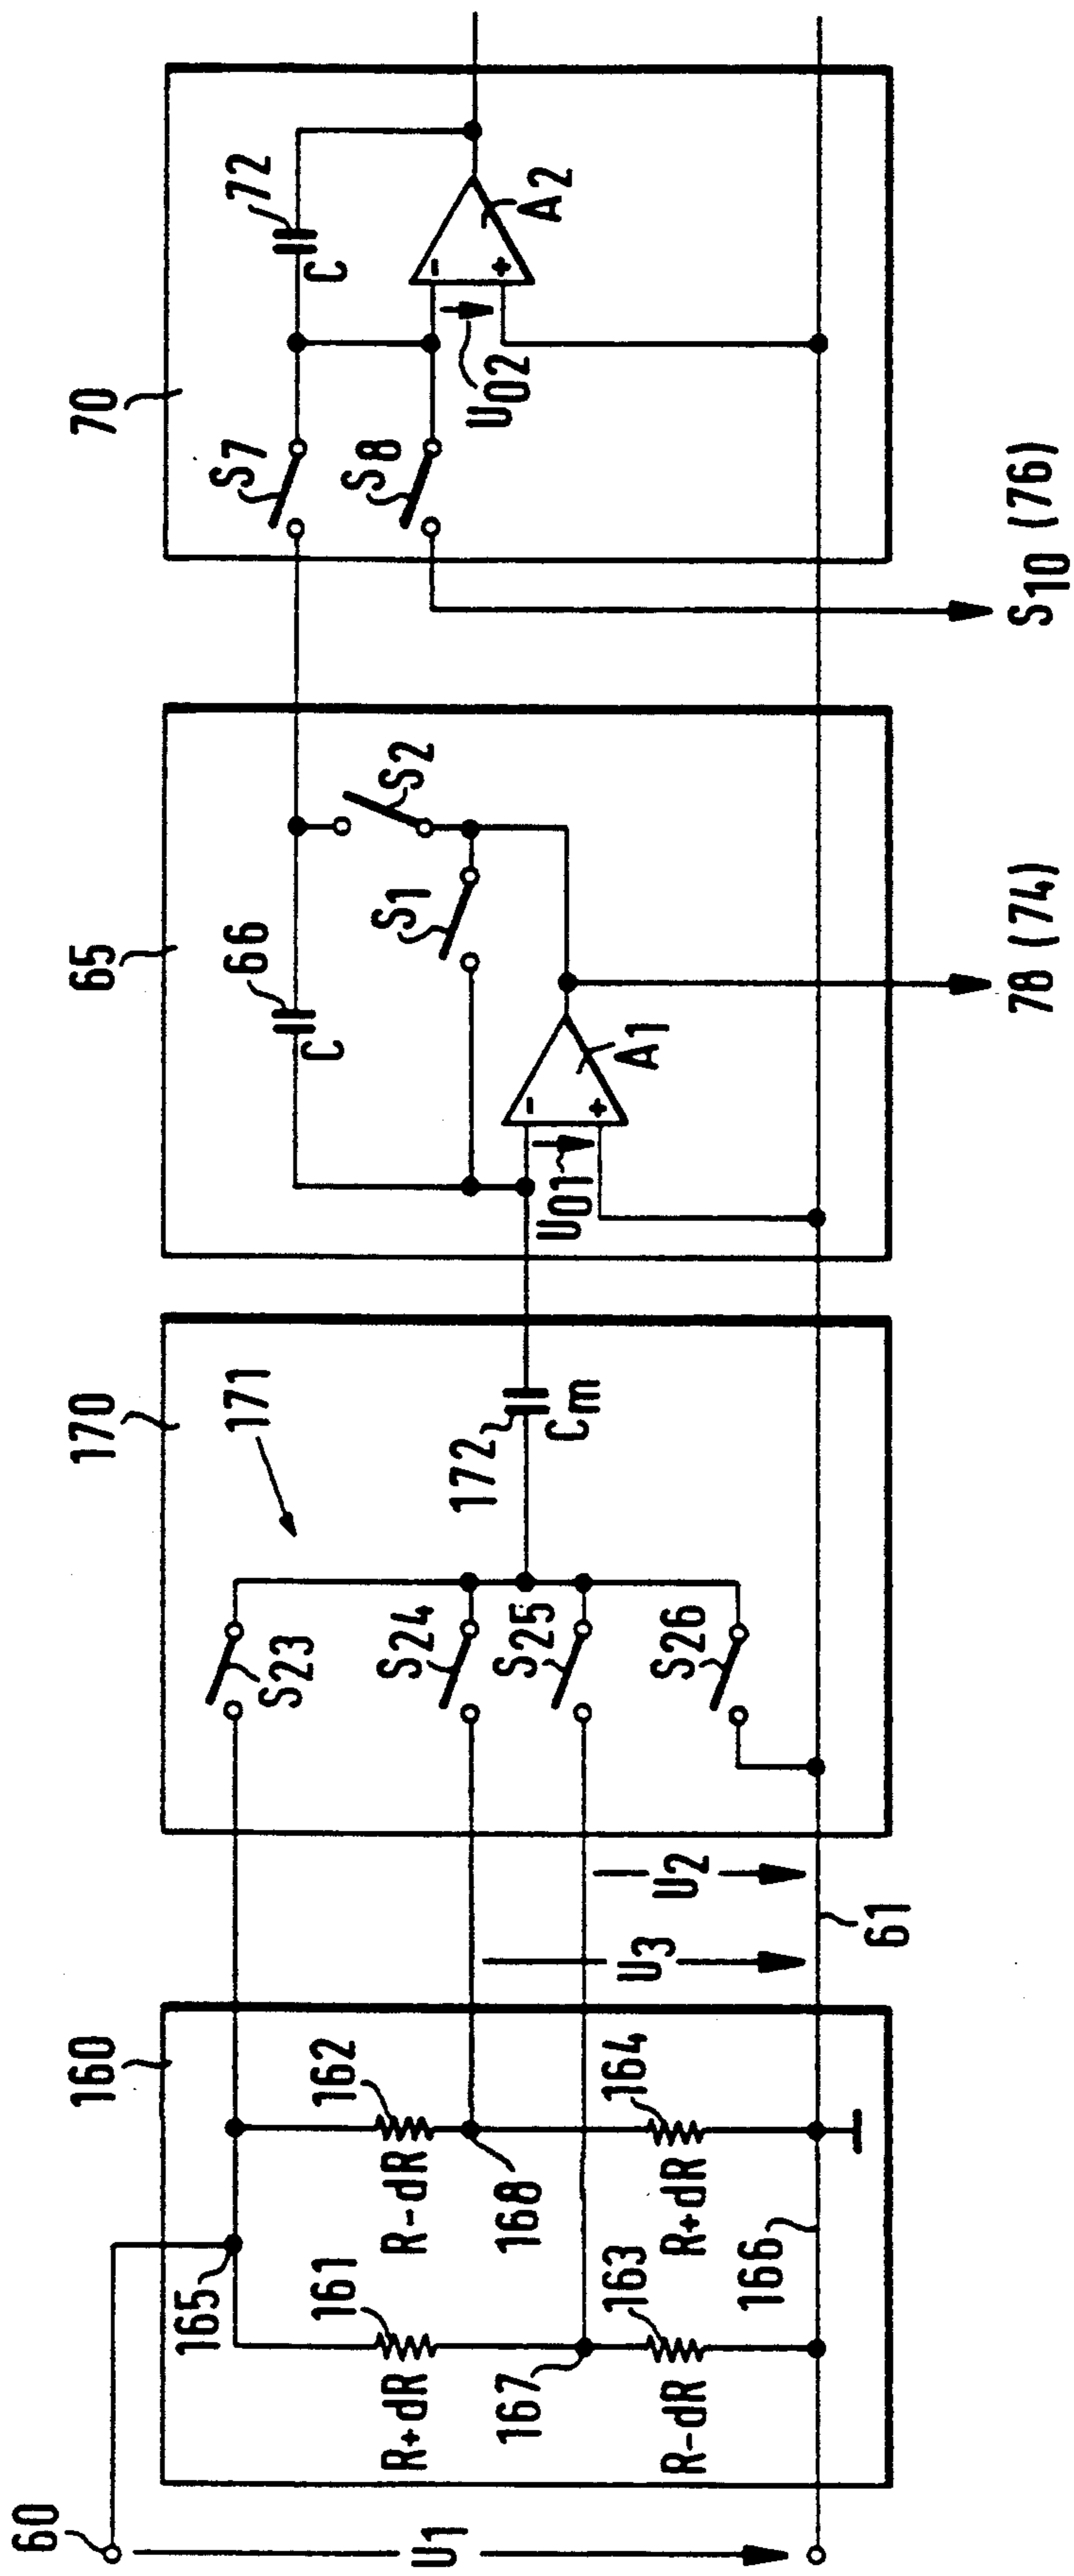 60
U1
160
165
161
R+dR
162
R-dR
168
167
163
R-dR
164
R+dR
166
U3
U2
61
170
171
S23
S24
S25
S26
172
Cm
65
66
C
S1
S2
U01
A1
78 (74)
70
S7
S8
72
C
U02
A2
S10 (76)
- +
- +